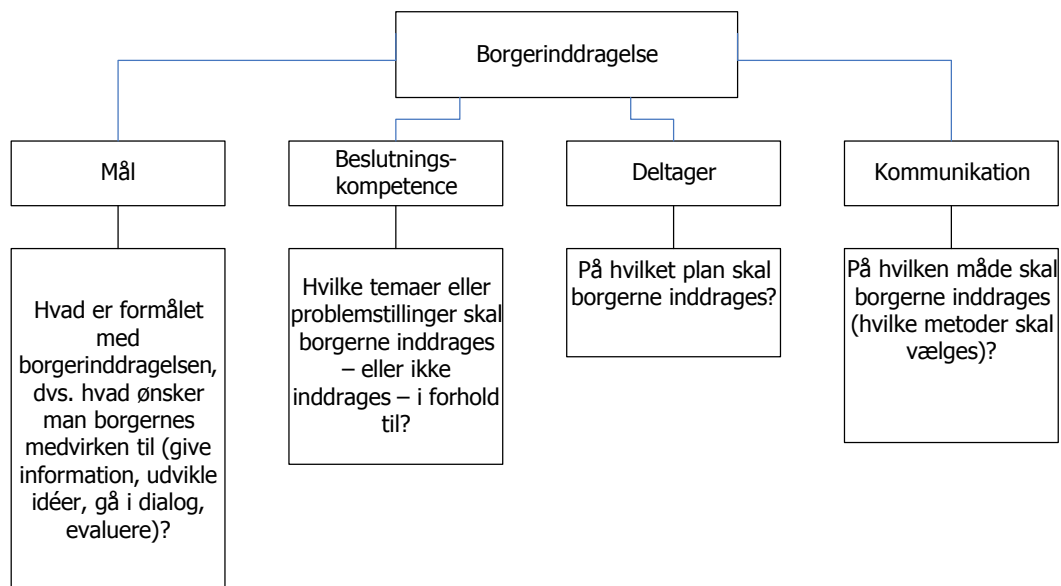 Borgerinddragelse
Mål
Beslutnings-
kompetence
Deltager
Kommunikation
Hvad er formålet
med
borgerinddragelsen,
dvs. hvad ønsker
man borgernes
medvirken til (give
information, udvikle
idéer, gå i dialog,
evaluere)?
Hvilke temaer eller
problemstillinger skal
borgerne inddrages
– eller ikke
inddrages – i forhold
til?
På hvilket plan skal
borgerne inddrages?
På hvilken måde skal
borgerne inddrages
(hvilke metoder skal
vælges)?